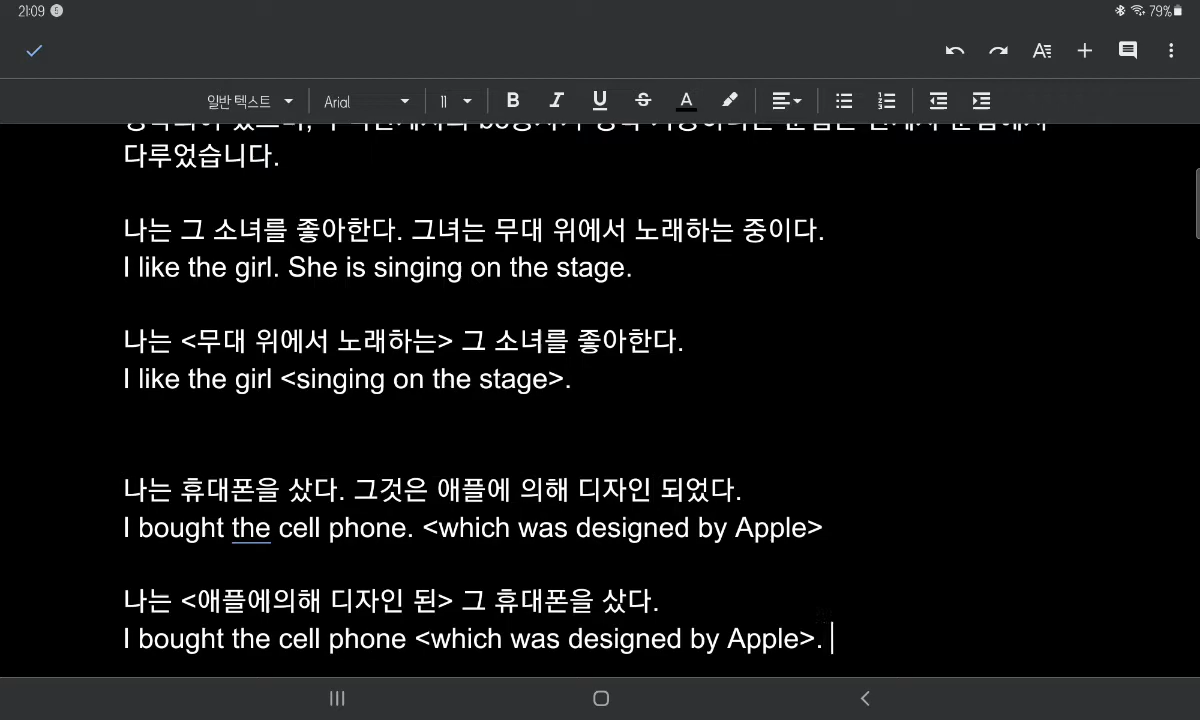 21:09
79%
일반 텍스트
Arial
11
B I U S A
다루었습니다.
나는 그 소녀를 좋아한다. 그녀는 무대 위에서 노래하는 중이다.
I like the girl. She is singing on the stage.
나는 <무대 위에서 노래하는> 그 소녀를 좋아한다.
I like the girl <singing on the stage>.
나는 휴대폰을 샀다. 그것은 애플에 의해 디자인 되었다.
I bought the cell phone. <which was designed by Apple>
나는 <애플에의해 디자인 된> 그 휴대폰을 샀다.
I bought the cell phone <which was designed by Apple>.